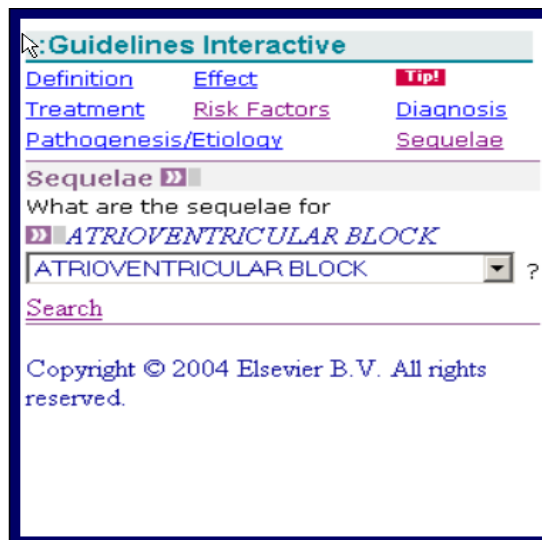 ::Guidelines Interactive
Definition Effect Tip!
Treatment Risk Factors Diagnosis
Pathogenesis/Etiology Sequelae
Sequelae »
What are the sequelae for
» ATRIOVENTRICULAR BLOCK
ATRIOVENTRICULAR BLOCK ?
Search
Copyright © 2004 Elsevier B.V. All rights
reserved.